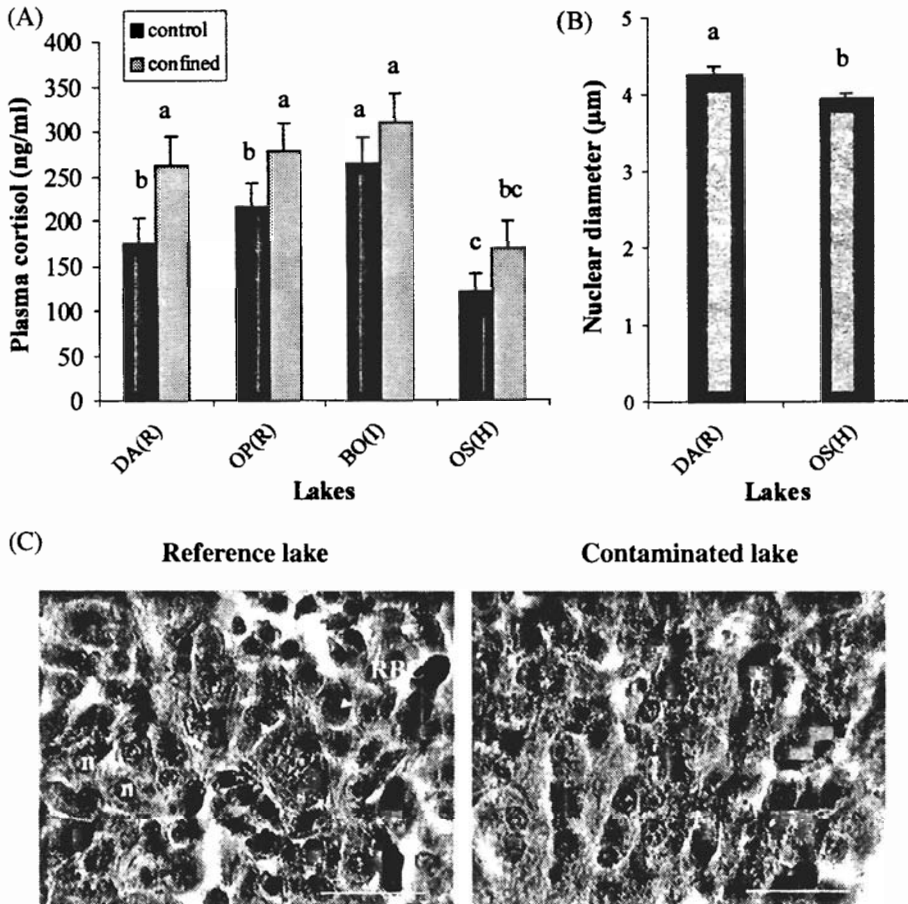 (A)
control
confined
400
350
300
250
200
150
100
50
0
Plasma cortisol (ng/ml)
b
a
b
a
a
a
c
bc
DA(R)
OP(R)
BO(I)
OS(H)
Lakes
(B)
5
4
3
2
1
0
Nuclear diameter (µm)
a
b
DA(R)
OS(H)
Lakes
(C)
Reference lake
Contaminated lake
n
n